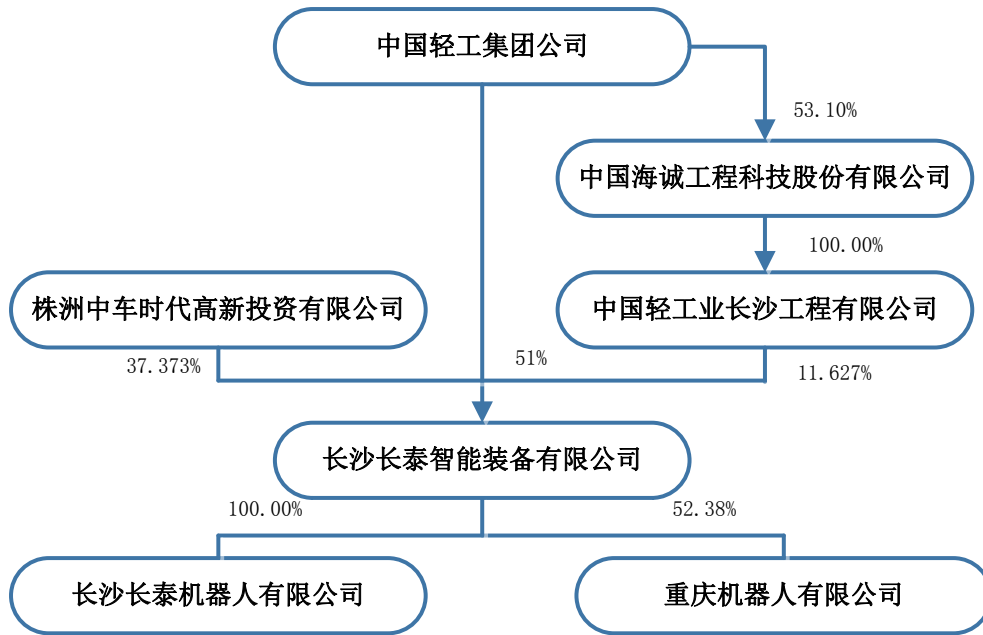 中国轻工集团公司
53.10%
中国海诚工程科技股份有限公司
100.00%
株洲中车时代高新投资有限公司
中国轻工业长沙工程有限公司
37.373%
51%
11.627%
长沙长泰智能装备有限公司
100.00%
52.38%
长沙长泰机器人有限公司
重庆机器人有限公司